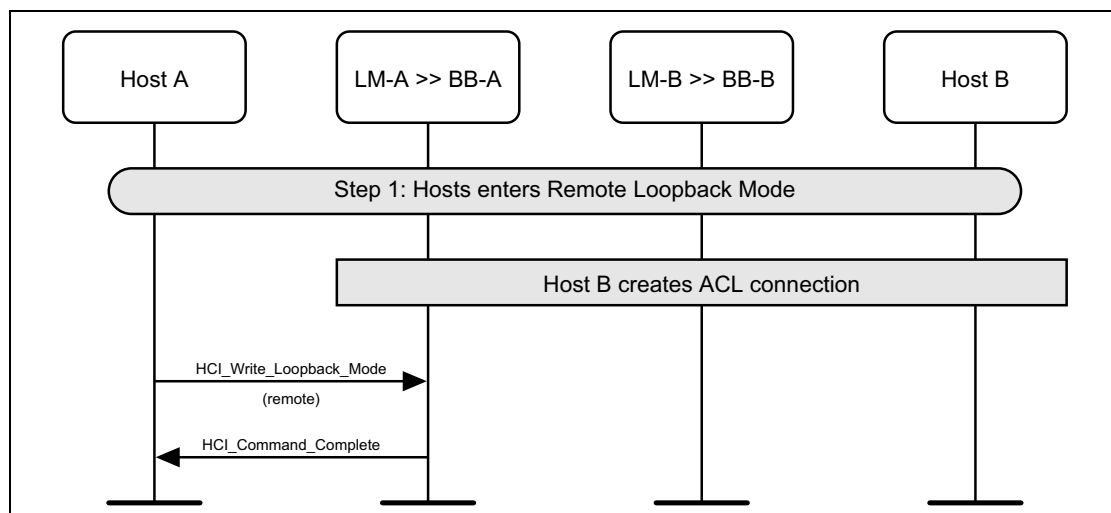 Host A
LM-A >> BB-A
LM-B >> BB-B
Host B
Step 1: Hosts enters Remote Loopback Mode
Host B creates ACL connection
HCI_Write_Loopback_Mode
(remote)
HCI_Command_Complete